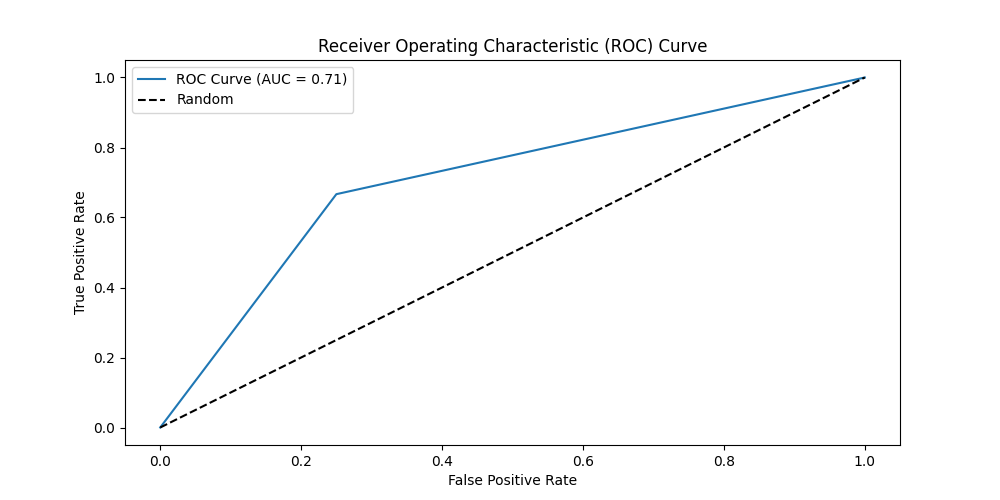 Receiver Operating Characteristic (ROC) Curve
ROC Curve (AUC = 0.71)
Random
True Positive Rate
1.0
0.8
0.6
0.4
0.2
0.0
0.0 0.2 0.4 0.6 0.8 1.0
False Positive Rate